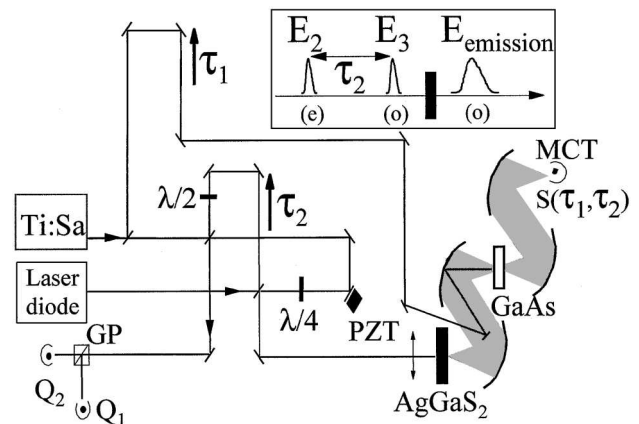 E₂ E₃ E_emission
τ₂
(e) (o) (o)
τ₁
MCT
S(τ₁,τ₂)
λ/2
τ₂
Ti:Sa
Laser
diode
λ/4
PZT
GaAs
GP
AgGaS₂
Q₂
Q₁